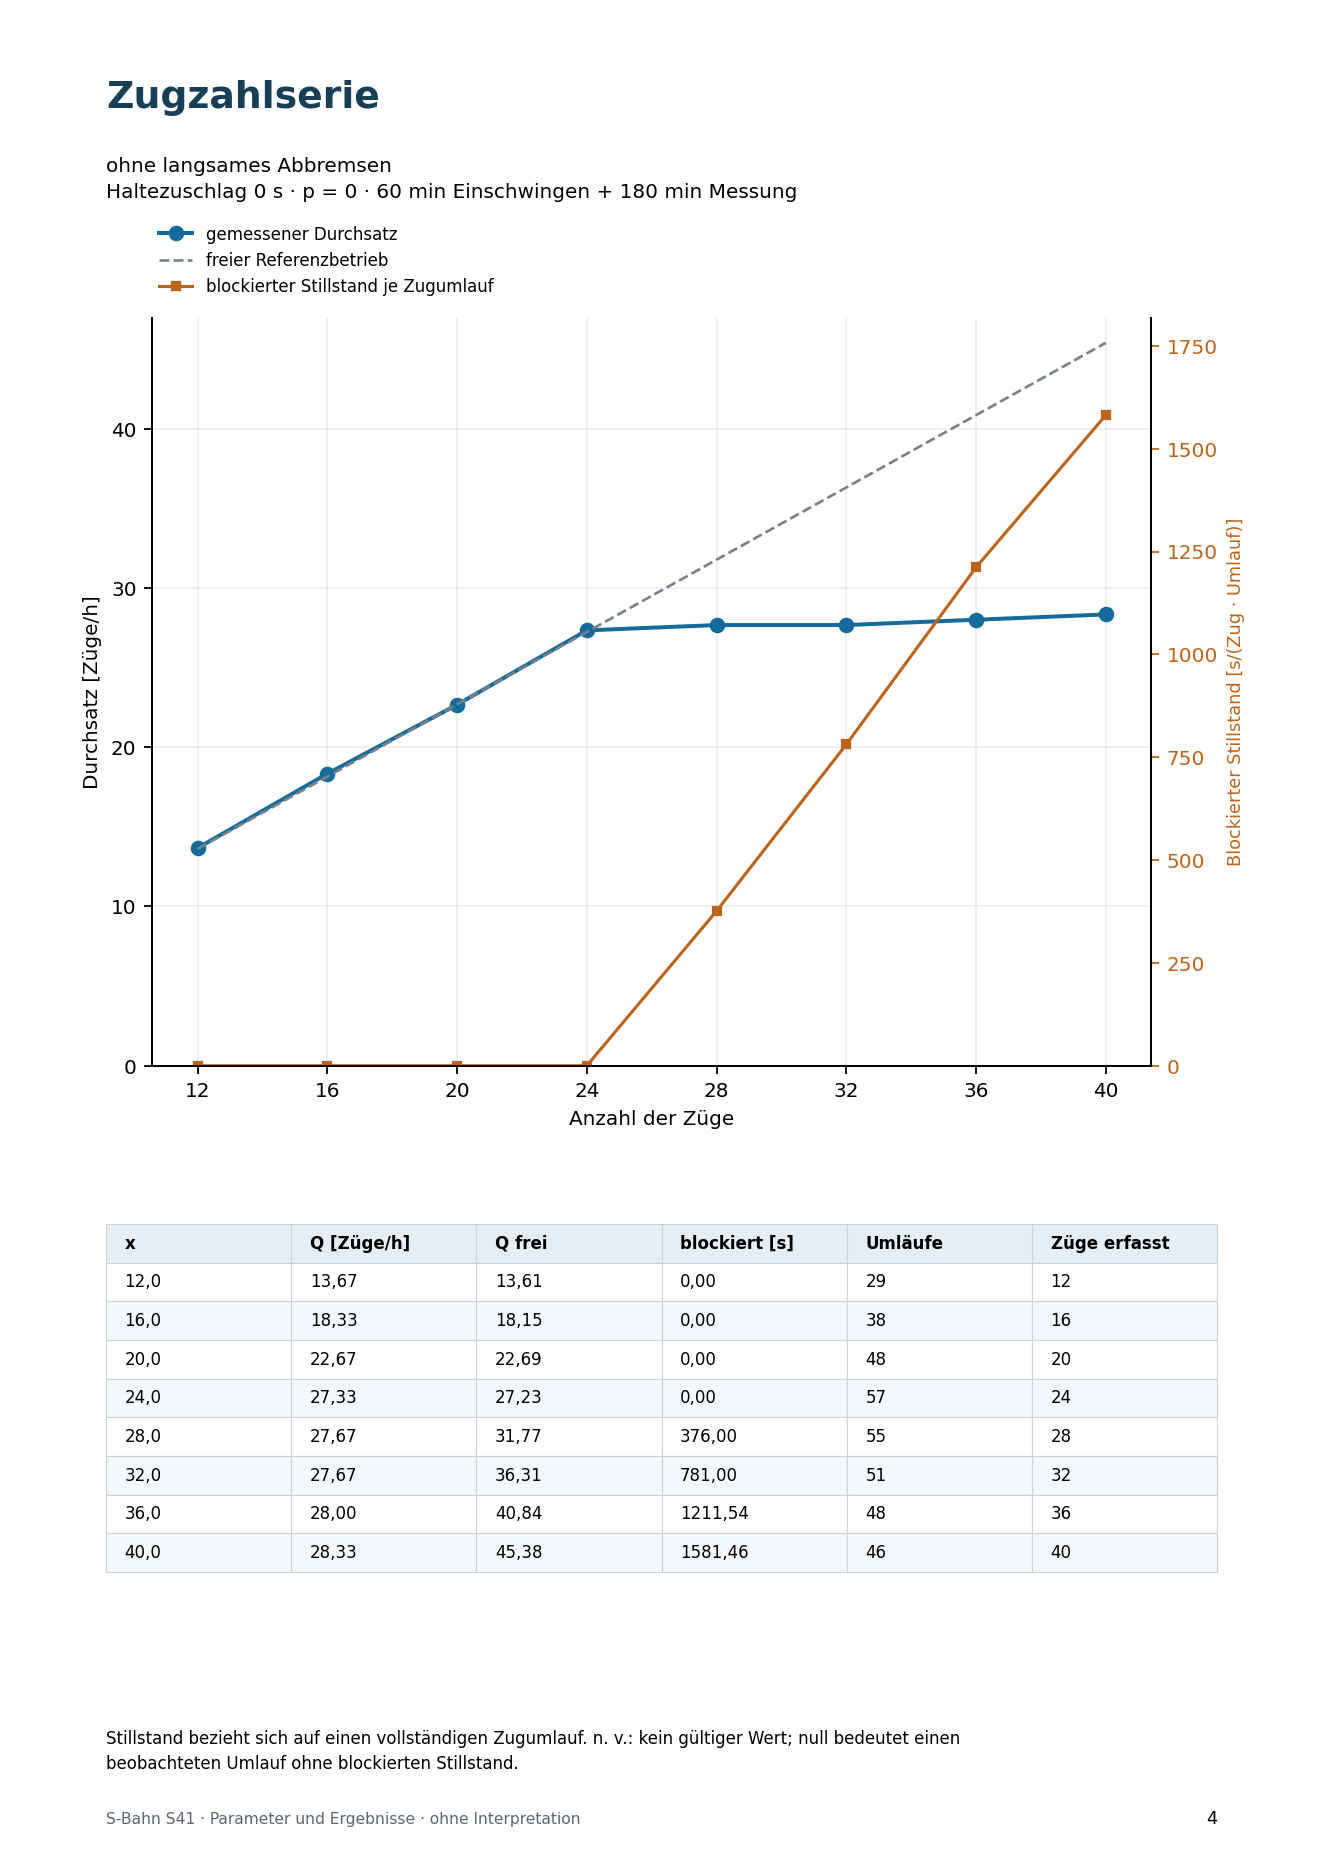 Zugzahlserie
ohne langsames Abbremsen
Haltezuschlag 0 s · p = 0 · 60 min Einschwingen + 180 min Messung
gemessener Durchsatz
freier Referenzbetrieb
blockierter Stillstand je Zugumlauf
40
30
20
10
0
Durchsatz [Züge/h]
1750
1500
1250
1000
750
500
250
0
Blockierter Stillstand [s/(Zug · Umlauf)]
12 16 20 24 28 32 36 40
Anzahl der Züge
x Q [Züge/h] Q frei blockiert [s] Umläufe Züge erfasst
12,0 13,67 13,61 0,00 29 12
16,0 18,33 18,15 0,00 38 16
20,0 22,67 22,69 0,00 48 20
24,0 27,33 27,23 0,00 57 24
28,0 27,67 31,77 376,00 55 28
32,0 27,67 36,31 781,00 51 32
36,0 28,00 40,84 1211,54 48 36
40,0 28,33 45,38 1581,46 46 40
Stillstand bezieht sich auf einen vollständigen Zugumlauf. n. v.: kein gültiger Wert; null bedeutet einen
beobachteten Umlauf ohne blockierten Stillstand.
S-Bahn S41 · Parameter und Ergebnisse · ohne Interpretation 4